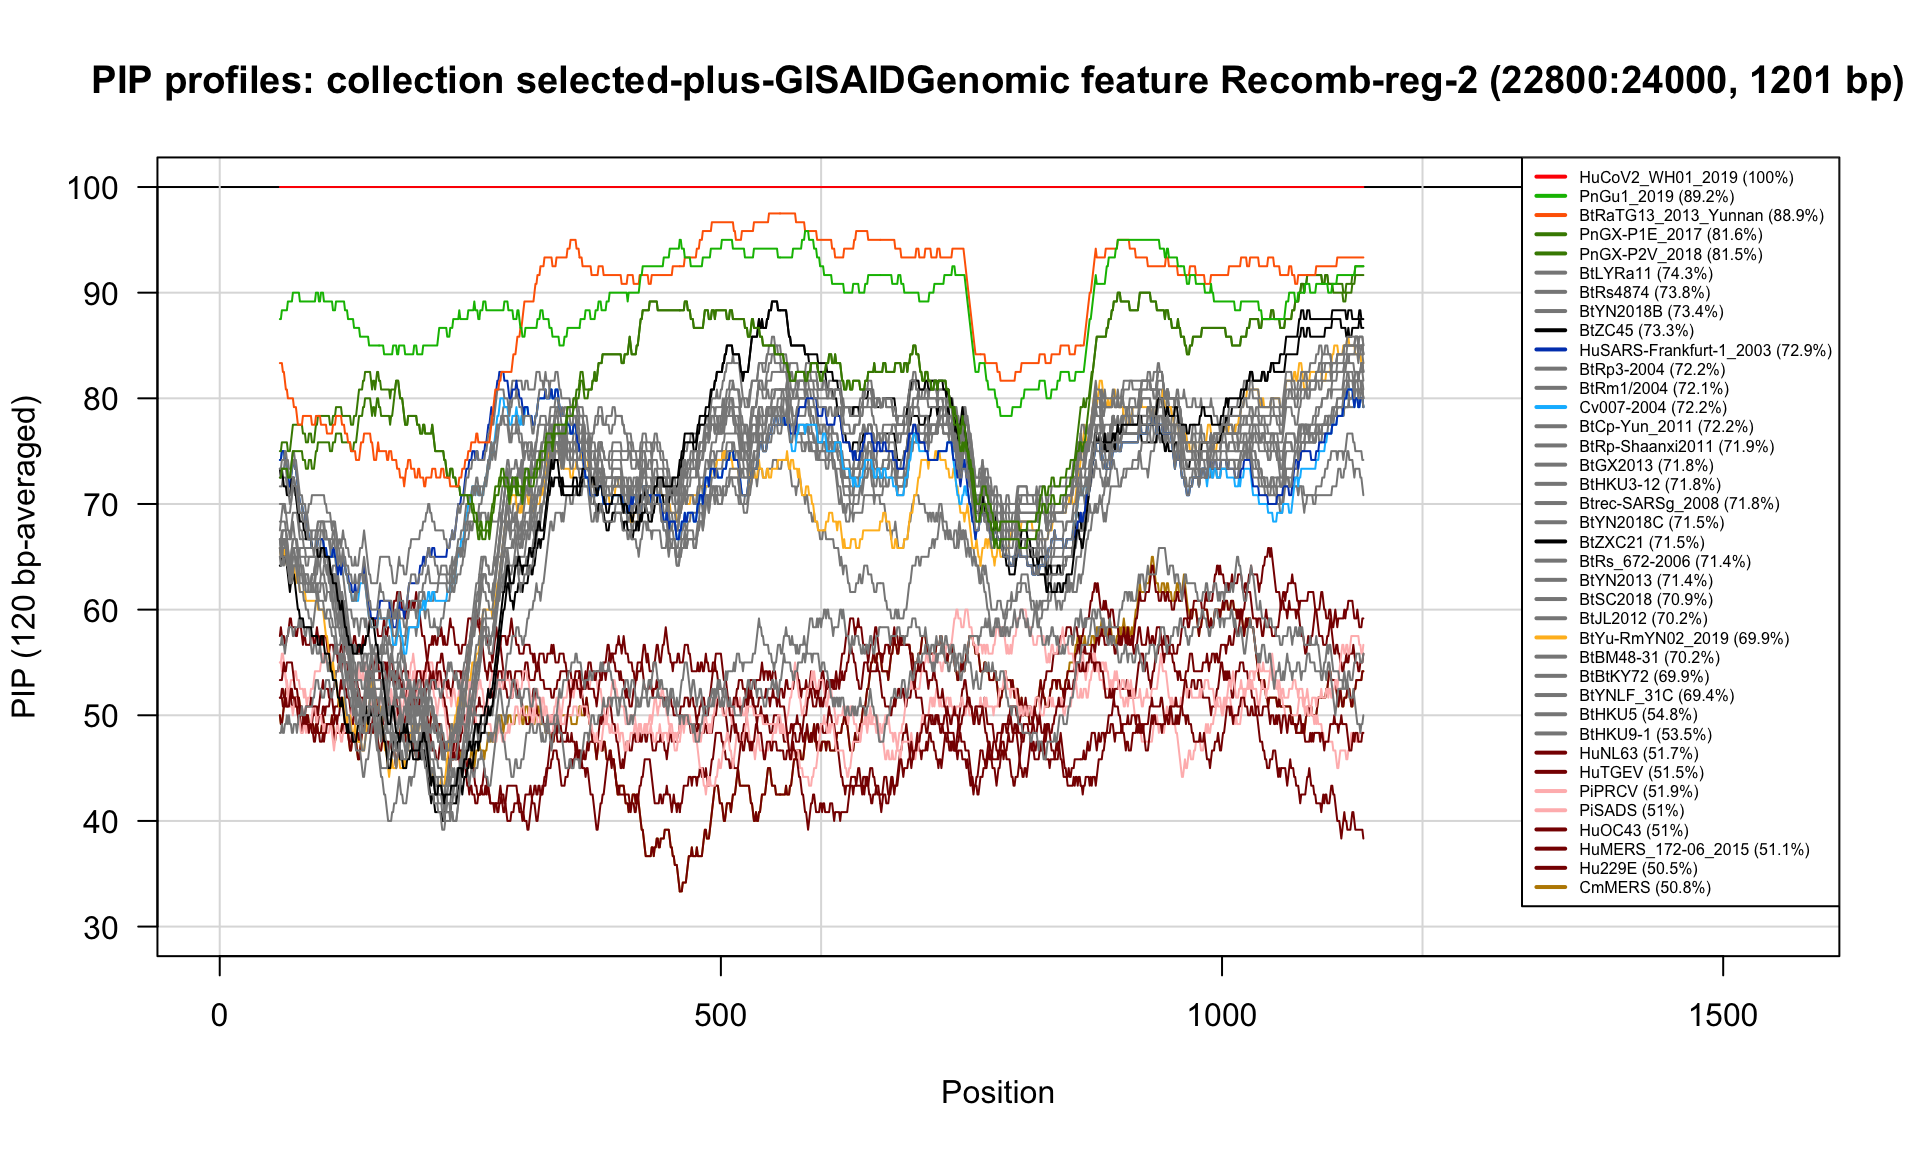 PIP profiles: collection selected-plus-GISAIDGenomic feature Recomb-reg-2 (22800:24000, 1201 bp)
PIP (120 bp-averaged)
100
90
80
70
60
50
40
30
0
500
1000
1500
Position
HuCoV2_WH01_2019 (100%)
PnGu1_2019 (89.2%)
BtRaTG13_2013_Yunnan (88.9%)
PnGX-P1E_2017 (81.6%)
PnGX-P2V_2018 (81.5%)
BtLYRa11 (74.3%)
BtRs4874 (73.8%)
BtYN2018B (73.4%)
BtZC45 (73.3%)
HuSARS-Frankfurt-1_2003 (72.9%)
BtRp3-2004 (72.2%)
BtRm1/2004 (72.1%)
Cv007-2004 (72.2%)
BtCp-Yun_2011 (72.2%)
BtRp-Shaanxi2011 (71.9%)
BtGX2013 (71.8%)
BtHKU3-12 (71.8%)
Btrec-SARSg_2008 (71.8%)
BtYN2018C (71.5%)
BtZXC21 (71.5%)
BtRs_672-2006 (71.4%)
BtYN2013 (71.4%)
BtSC2018 (70.9%)
BtJL2012 (70.2%)
BtYu-RmYN02_2019 (69.9%)
BtBM48-31 (70.2%)
BtBtKY72 (69.9%)
BtYNLF_31C (69.4%)
BtHKU5 (54.8%)
BtHKU9-1 (53.5%)
HuNL63 (51.7%)
HuTGEV (51.5%)
PiPRCV (51.9%)
PiSADS (51%)
HuOC43 (51%)
HuMERS_172-06_2015 (51.1%)
Hu229E (50.5%)
CmMERS (50.8%)